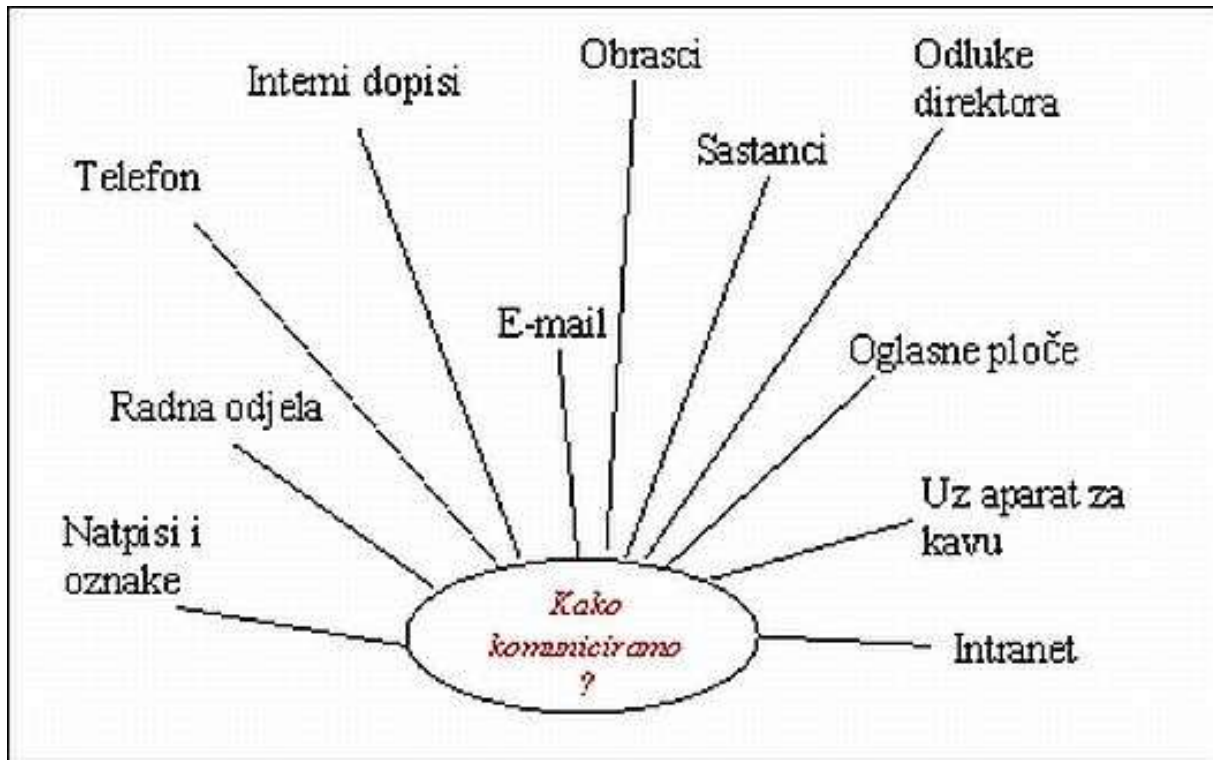 Obrasci
Odluke
direktora
Interni dopisi
Sastanci
Telefon
E-mail
Oglasne ploče
Radna odjela
Uz aparat za
kavu
Natpisi i
oznake
Kako
komuniciramo
?
Intranet